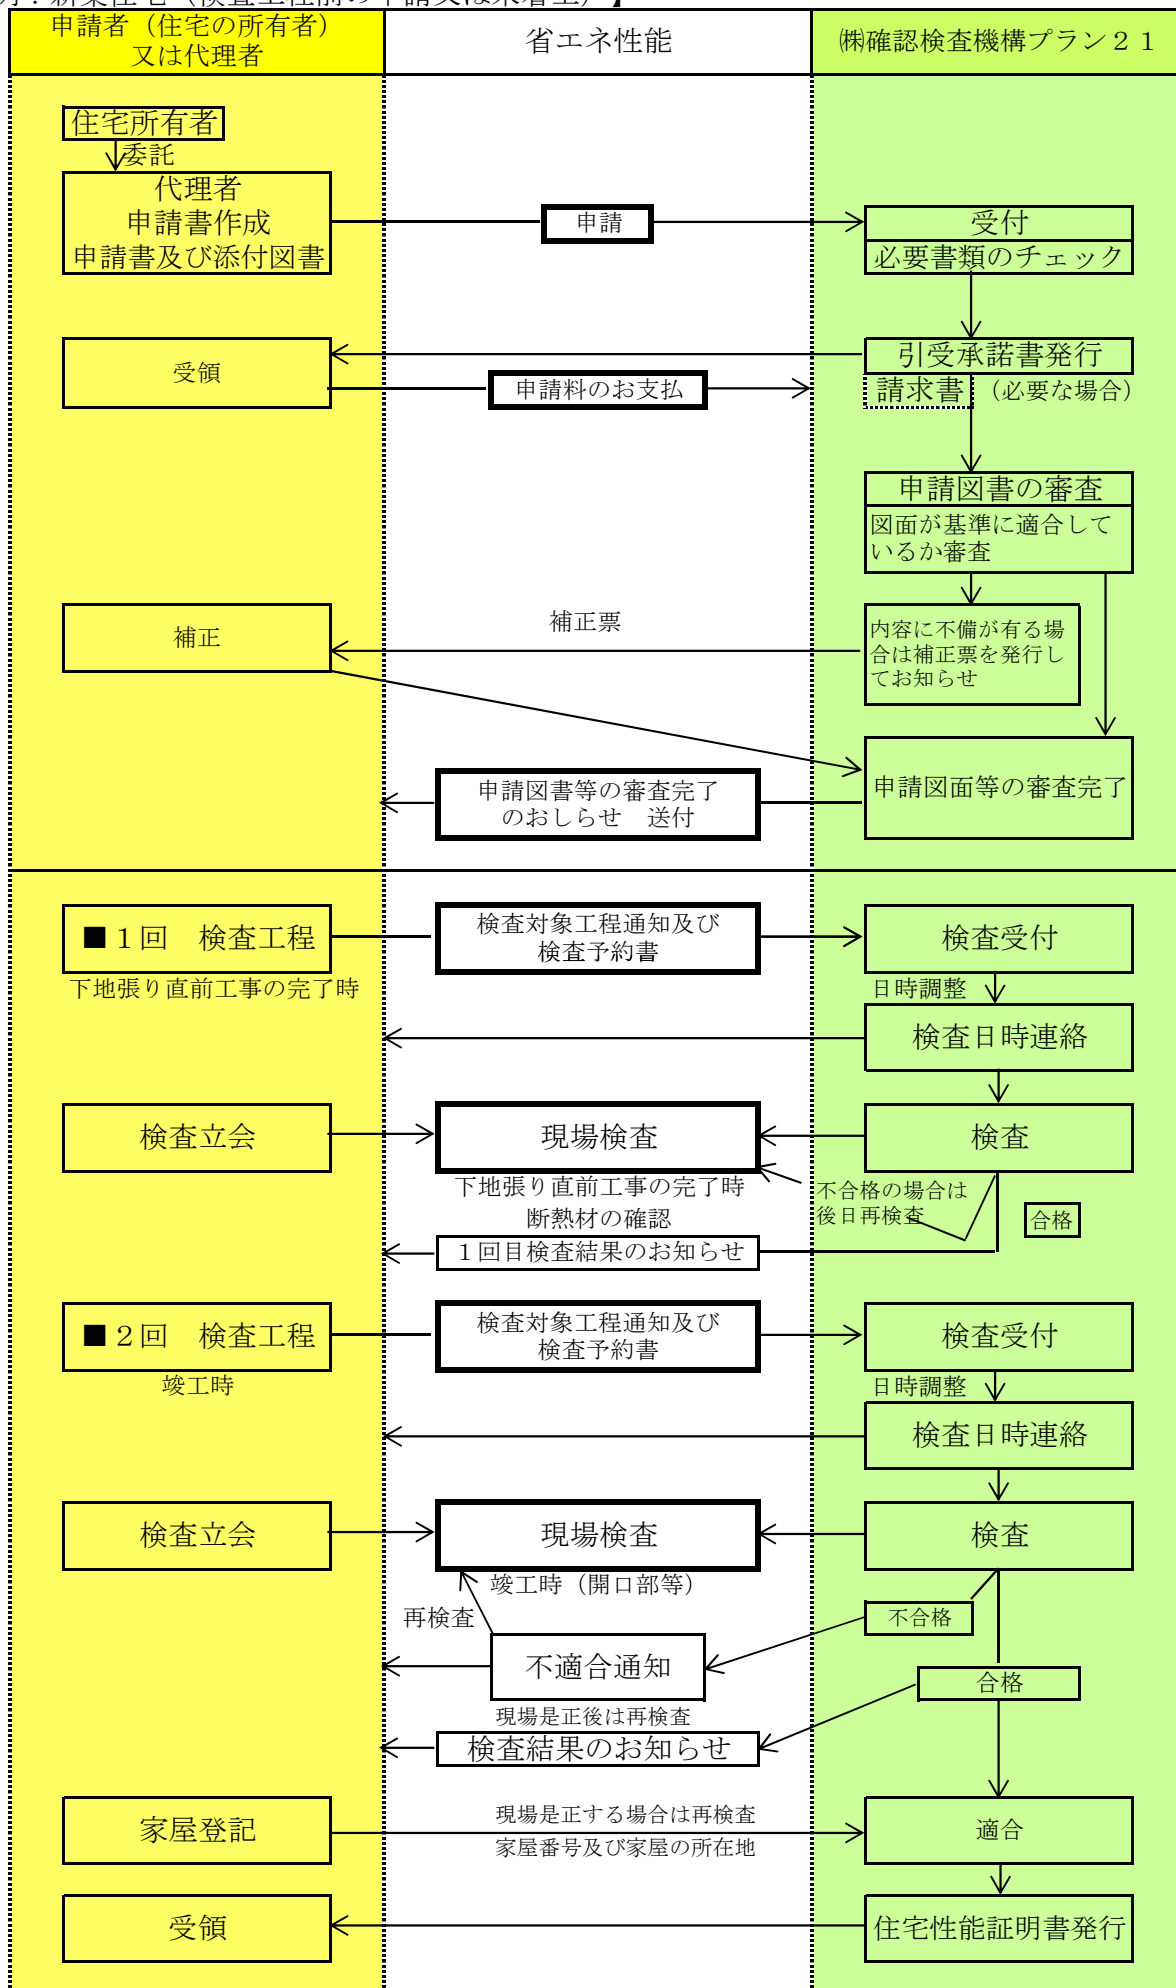 申請者（住宅の所有者）
又は代理者
省エネ性能
㈱確認検査機構プラン２１
住宅所有者
委託
代理者
申請書作成
申請書及び添付図書
申請
受付
必要書類のチェック
受領
引受承諾書発行
申請料のお支払
請求書
（必要な場合）
申請図書の審査
図面が基準に適合して
いるか審査
補正
補正票
内容に不備が有る場
合は補正票を発行し
てお知らせ
申請図書等の審査完了
のおしらせ　送付
申請図面等の審査完了
■１回　検査工程
下地張り直前工事の完了時
検査対象工程通知及び
検査予約書
検査受付
日時調整
検査日時連絡
検査立会
現場検査
検査
下地張り直前工事の完了時
断熱材の確認
不合格の場合は
後日再検査
合格
１回目検査結果のお知らせ
■２回　検査工程
竣工時
検査対象工程通知及び
検査予約書
検査受付
日時調整
検査日時連絡
検査立会
現場検査
検査
竣工時（開口部等）
再検査
不合格
不適合通知
合格
現場是正後は再検査
検査結果のお知らせ
家屋登記
現場是正する場合は再検査
家屋番号及び家屋の所在地
適合
受領
住宅性能証明書発行